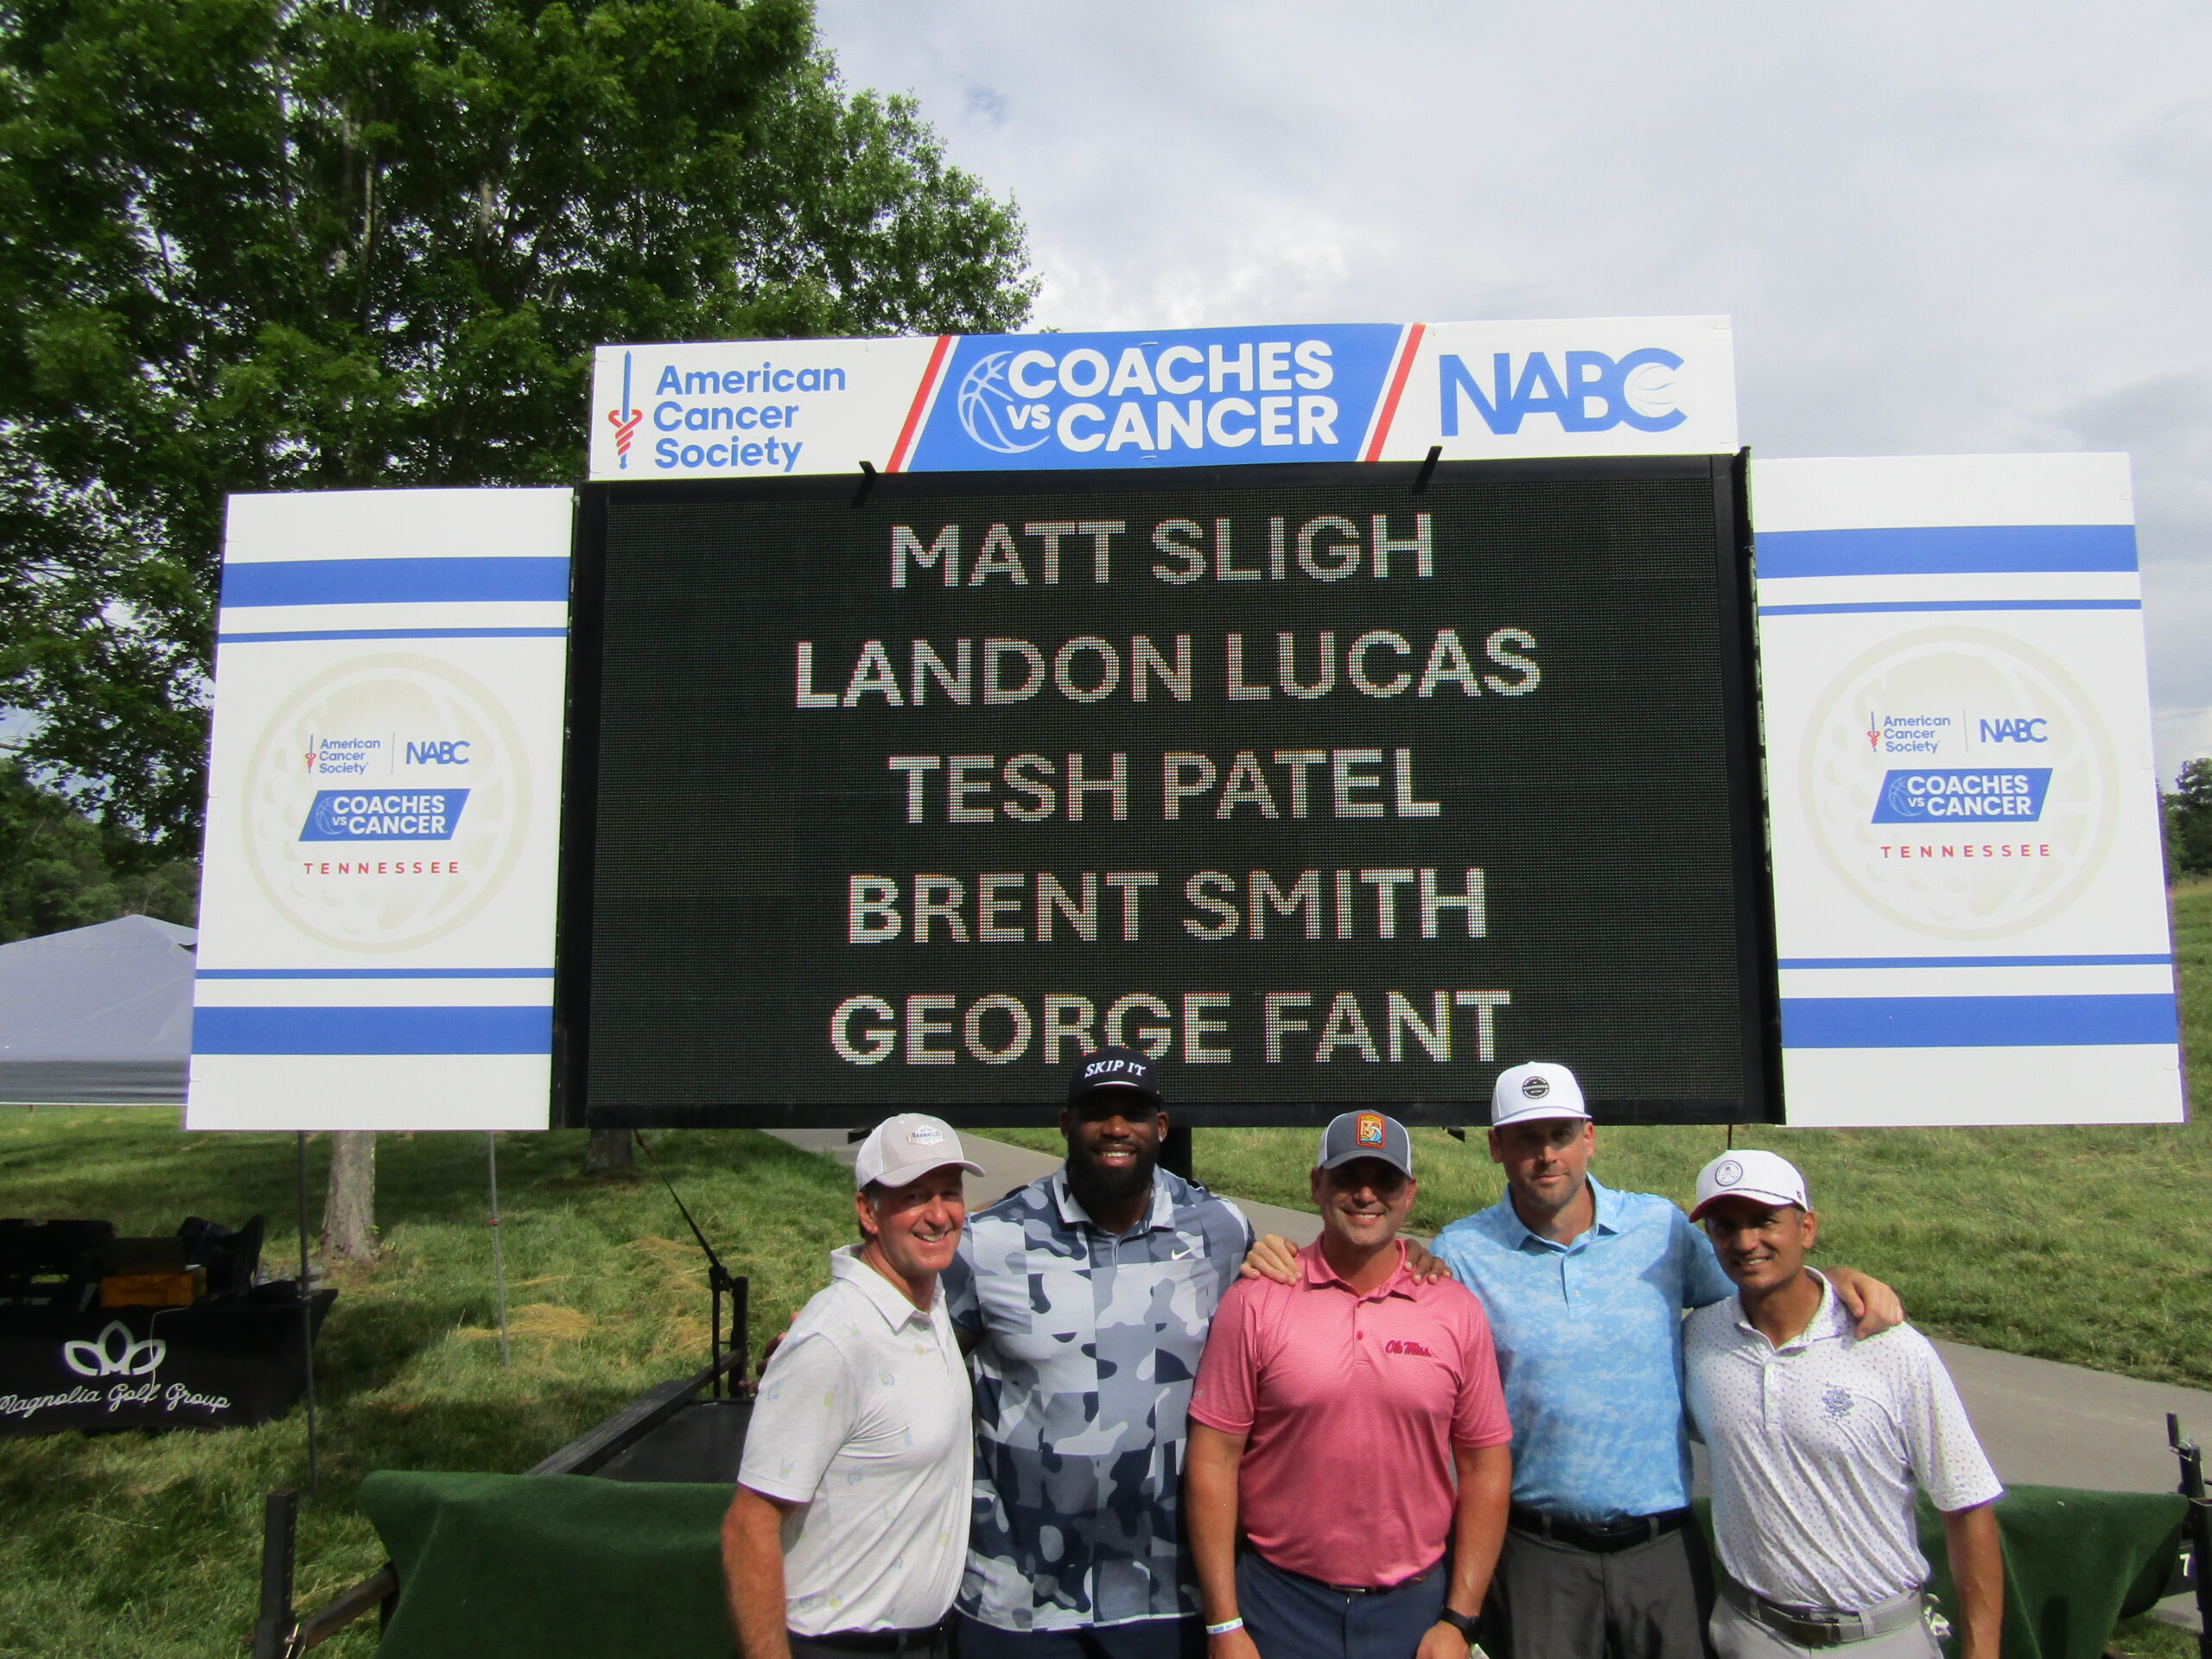 American
Cancer
Society
COACHES
VS CANCER
NABC
MATT SLIGH
LANDON LUCAS
TESH PATEL
BRENT SMITH
GEORGE FANT
American
Cancer
Society
NABC
COACHES
VS CANCER
TENNESSEE
American
Cancer
Society
NABC
COACHES
VS CANCER
TENNESSEE
SKIP IT
Ole Miss
Magnolia Golf Group
7